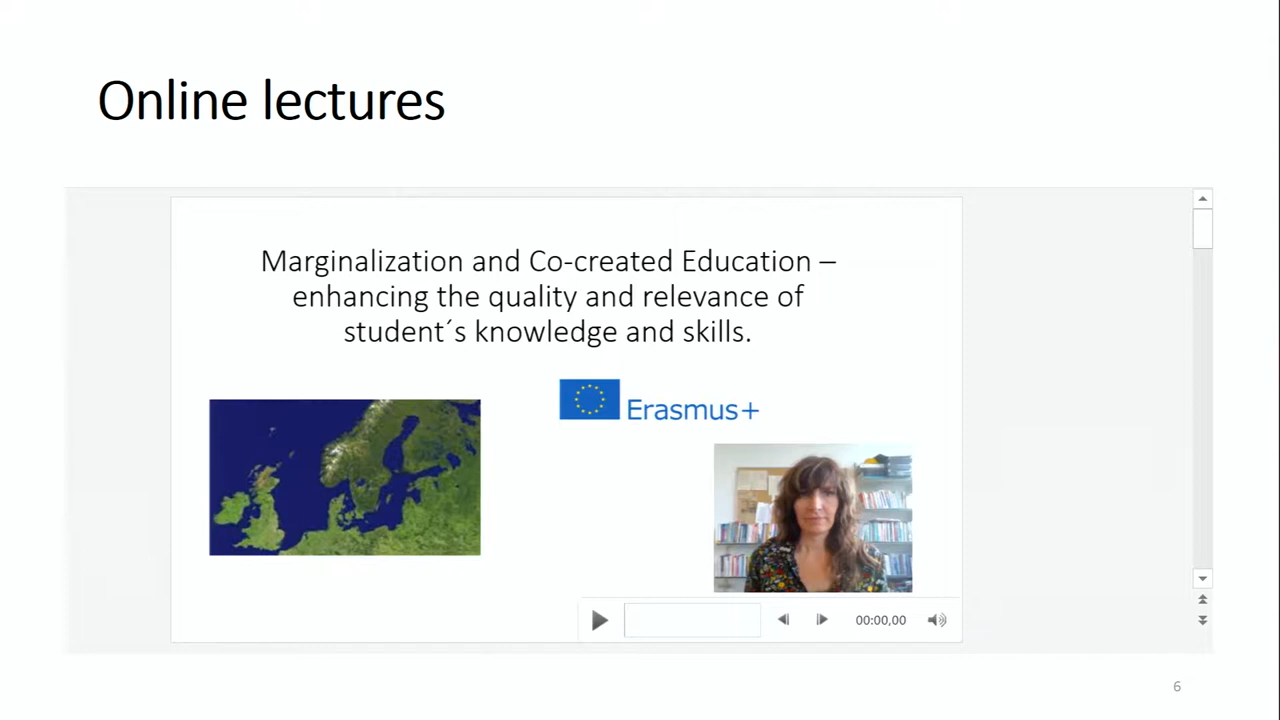 Online lectures
Marginalization and Co-created Education –
enhancing the quality and relevance of
student´s knowledge and skills.
Erasmus+
00:00,00
6